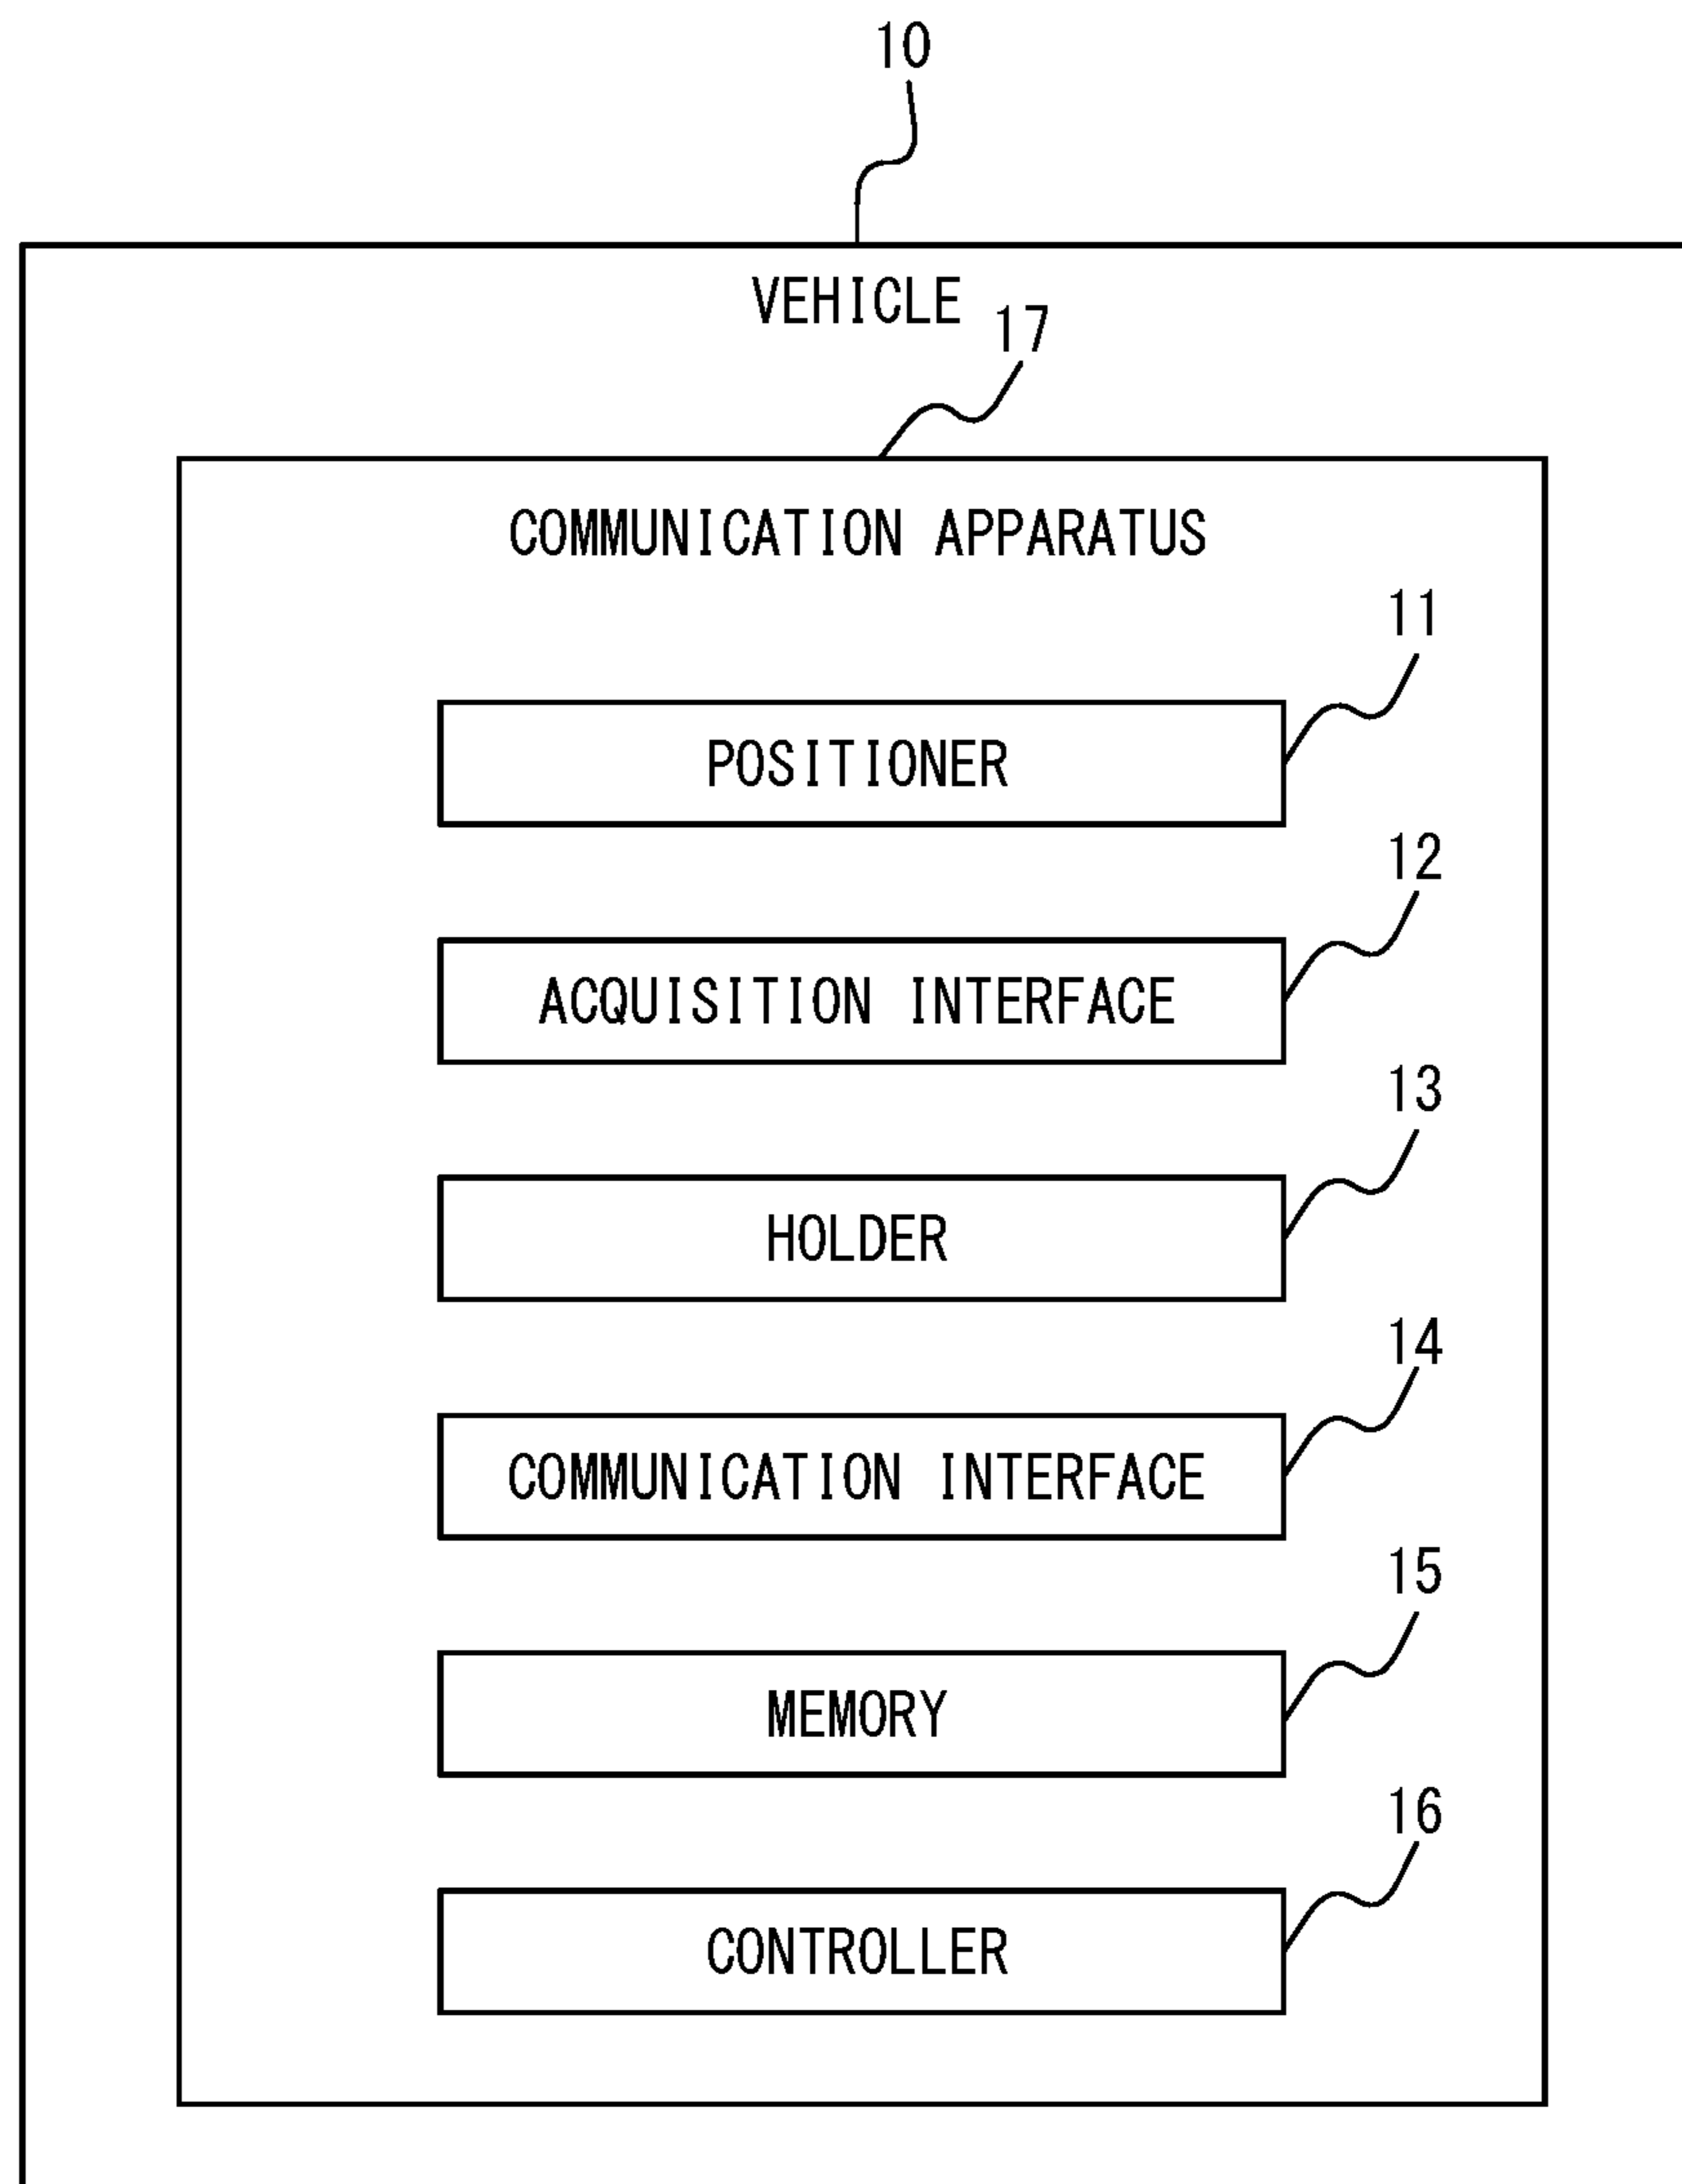 10
VEHICLE
17
COMMUNICATION APPARATUS
11
POSITIONER
12
ACQUISITION INTERFACE
13
HOLDER
14
COMMUNICATION INTERFACE
15
MEMORY
16
CONTROLLER